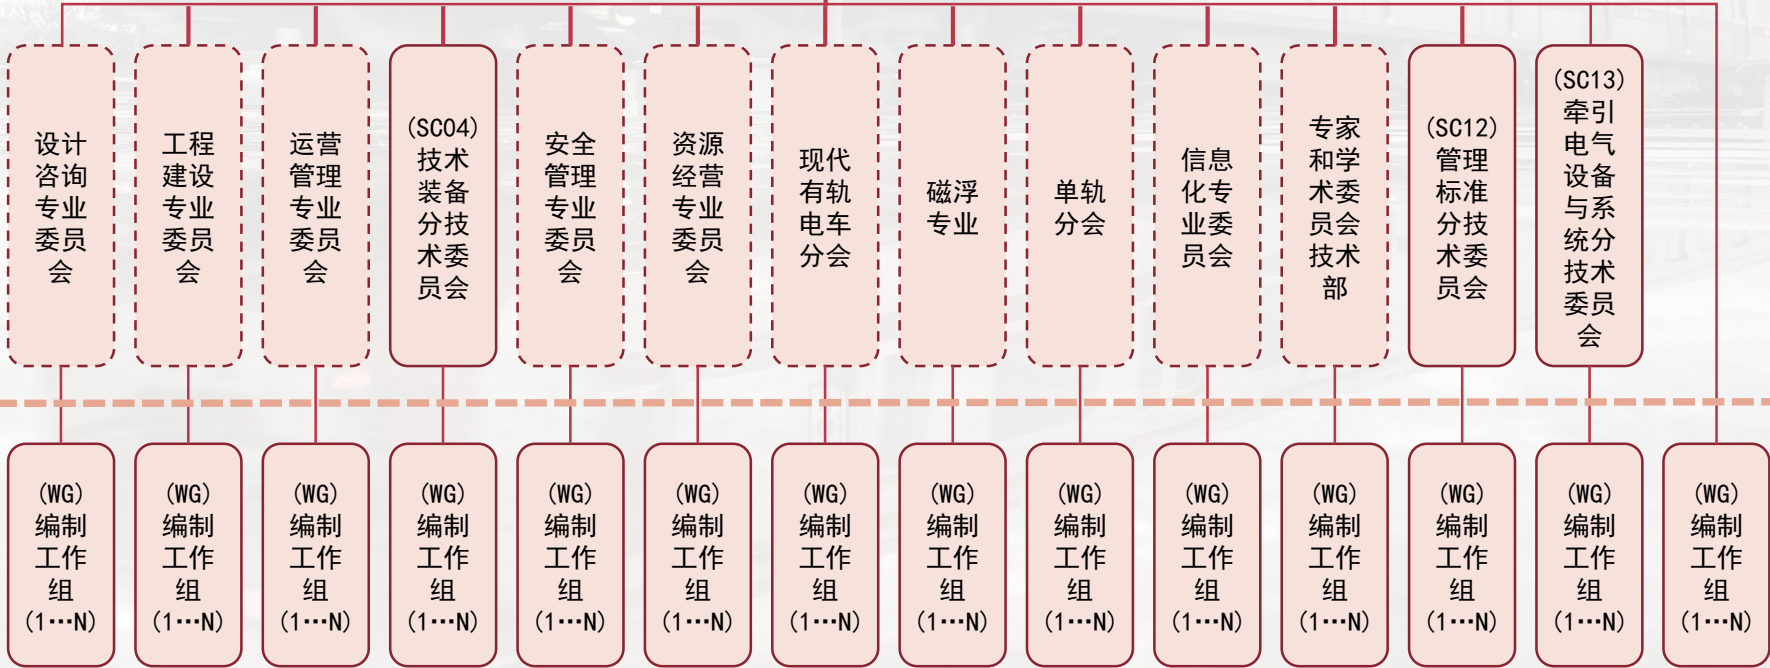 设计
咨询
专业
委员
会
工程
建设
专业
委员
会
运营
管理
专业
委员
会
(SC04)
技术
装备
分技
术委
员会
安全
管理
专业
委员
会
资源
经营
专业
委员
会
现代
有轨
电车
分会
磁浮
专业
单轨
分会
信息
化专
业委
员会
专家
和学
术委
员会
技术
部
(SC12)
管理
标准
分技
术委
员会
(SC13)
牵引
电气
设备
与系
统分
技术
委员
会
(WG)
编制
工作
组
(1…N)
(WG)
编制
工作
组
(1…N)
(WG)
编制
工作
组
(1…N)
(WG)
编制
工作
组
(1…N)
(WG)
编制
工作
组
(1…N)
(WG)
编制
工作
组
(1…N)
(WG)
编制
工作
组
(1…N)
(WG)
编制
工作
组
(1…N)
(WG)
编制
工作
组
(1…N)
(WG)
编制
工作
组
(1…N)
(WG)
编制
工作
组
(1…N)
(WG)
编制
工作
组
(1…N)
(WG)
编制
工作
组
(1…N)
(WG)
编制
工作
组
(1…N)